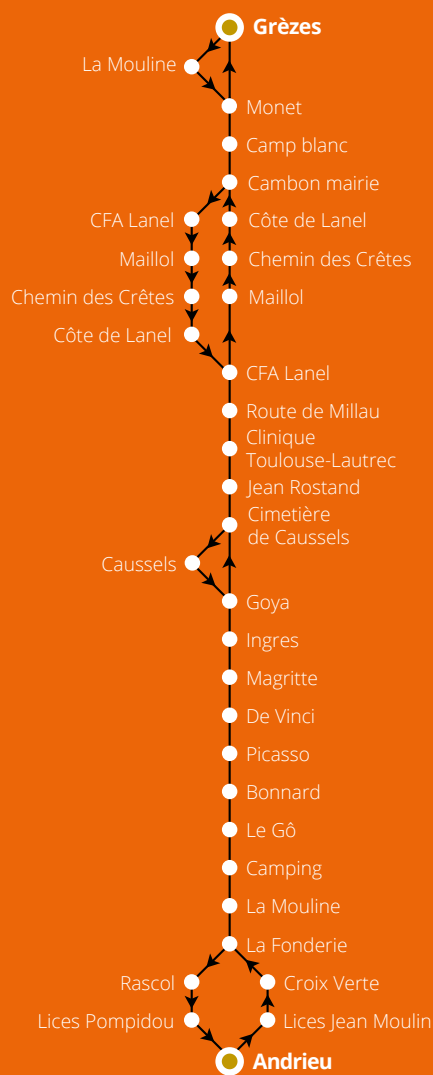 Grèzes
La Mouline
Monet
Camp blanc
Cambon mairie
CFA Lanel
Côte de Lanel
Maillol
Chemin des Crêtes
Chemin des Crêtes
Maillol
Côte de Lanel
CFA Lanel
Route de Millau
Clinique
Toulouse-Lautrec
Jean Rostand
Cimetière
de Caussels
Caussels
Goya
Ingres
Magritte
De Vinci
Picasso
Bonnard
Le Gô
Camping
La Mouline
La Fonderie
Rascol
Croix Verte
Lices Pompidou
Lices Jean Moulin
Andrieu